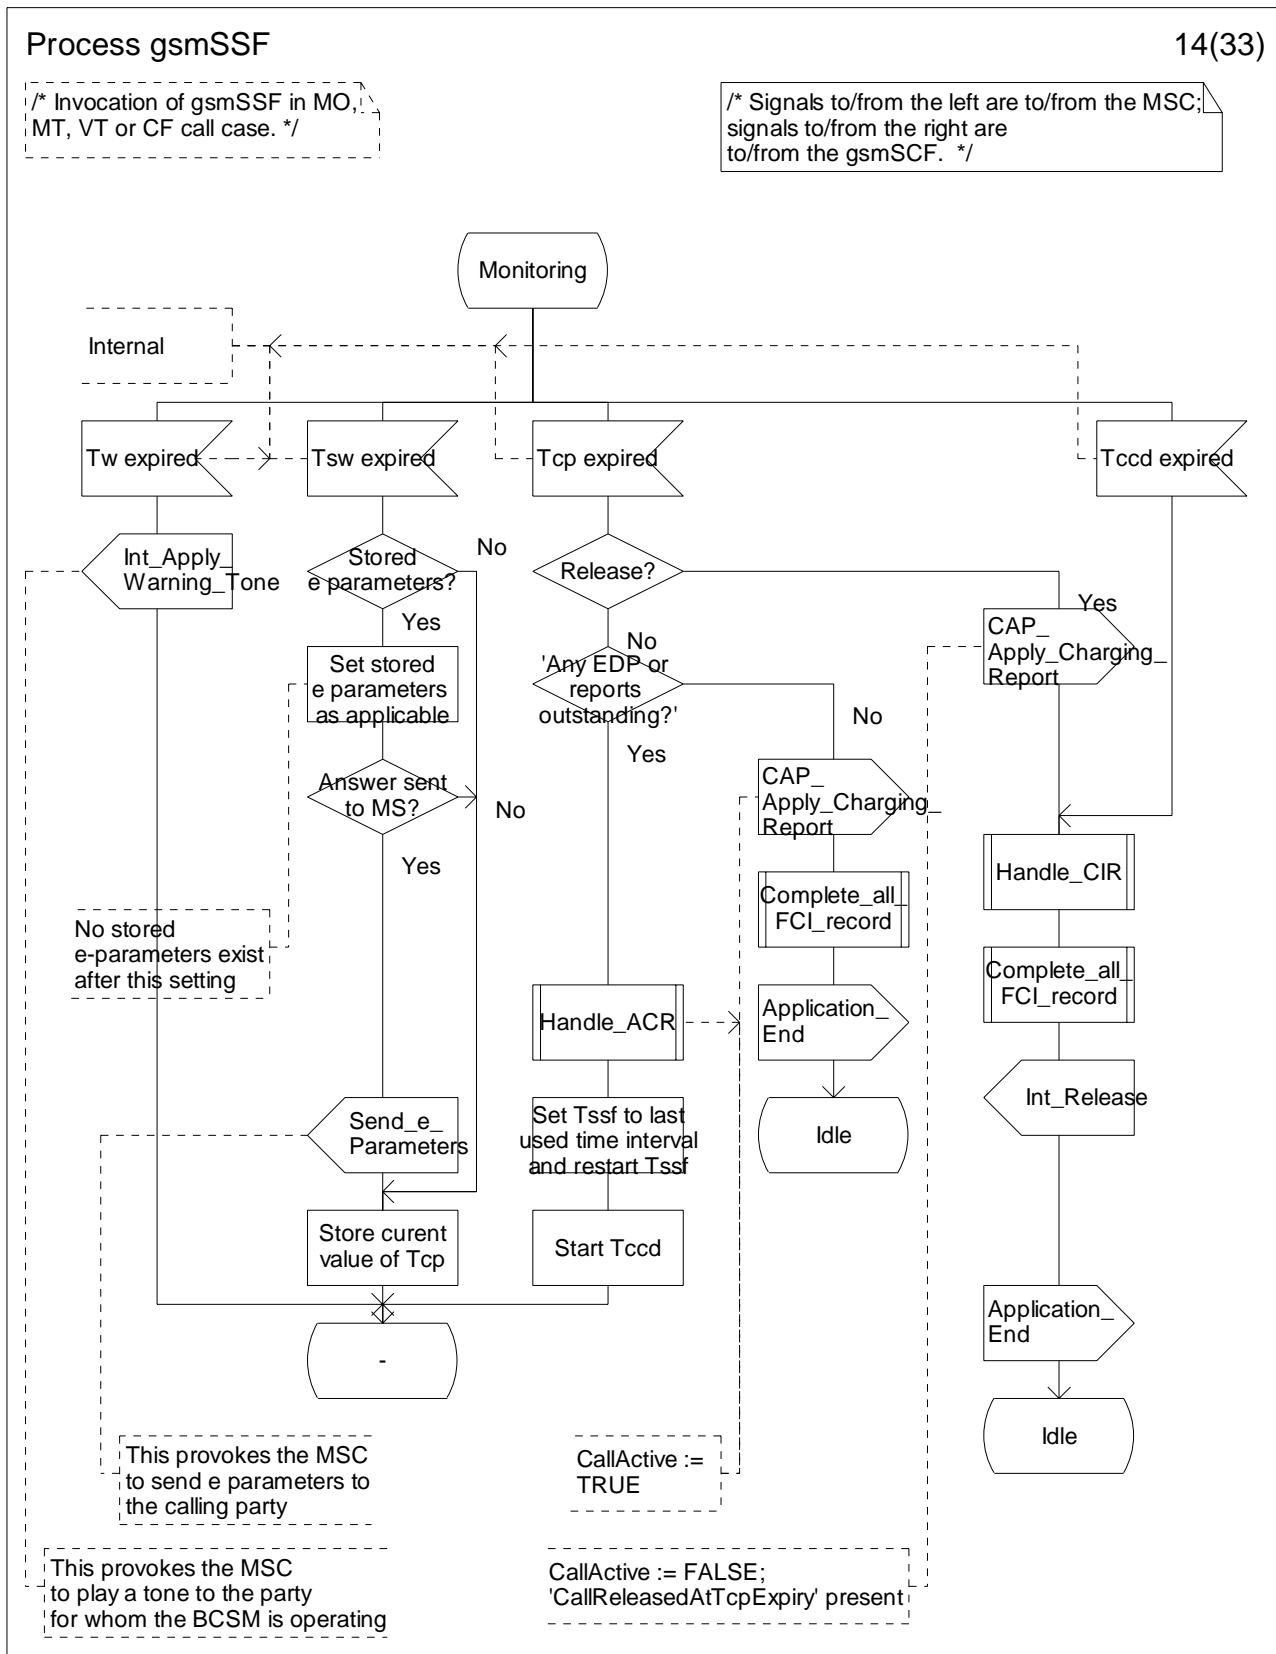 Process gsmSSF
14(33)
/* Invocation of gsmSSF in MO,
MT, VT or CF call case. */
/* Signals to/from the left are to/from the MSC;
signals to/from the right are
to/from the gsmSCF.  */
Monitoring
Internal
Tw expired
Tsw expired
Tcp expired
Tccd expired
Int_Apply_
Warning_Tone
Stored
e parameters?
No
Yes
Release?
No
Yes
CAP_
Apply_Charging_
Report
Set stored
e parameters
as applicable
'Any EDP or
reports
outstanding?'
No
Yes
Answer sent
to MS?
No
Yes
CAP_
Apply_Charging_
Report
Handle_CIR
No stored
e-parameters exist
after this setting
Complete_all_
FCI_record
Complete_all_
FCI_record
Handle_ACR
Application_
End
Int_Release
Send_e_
Parameters
Set Tssf to last
used time interval
and restart Tssf
Idle
Store curent
value of Tcp
Start Tccd
Application_
End
-
Idle
This provokes the MSC
to send e parameters to
the calling party
CallActive :=
TRUE
This provokes the MSC
to play a tone to the party
for whom the BCSM is operating
CallActive := FALSE;
'CallReleasedAtTcpExpiry' present